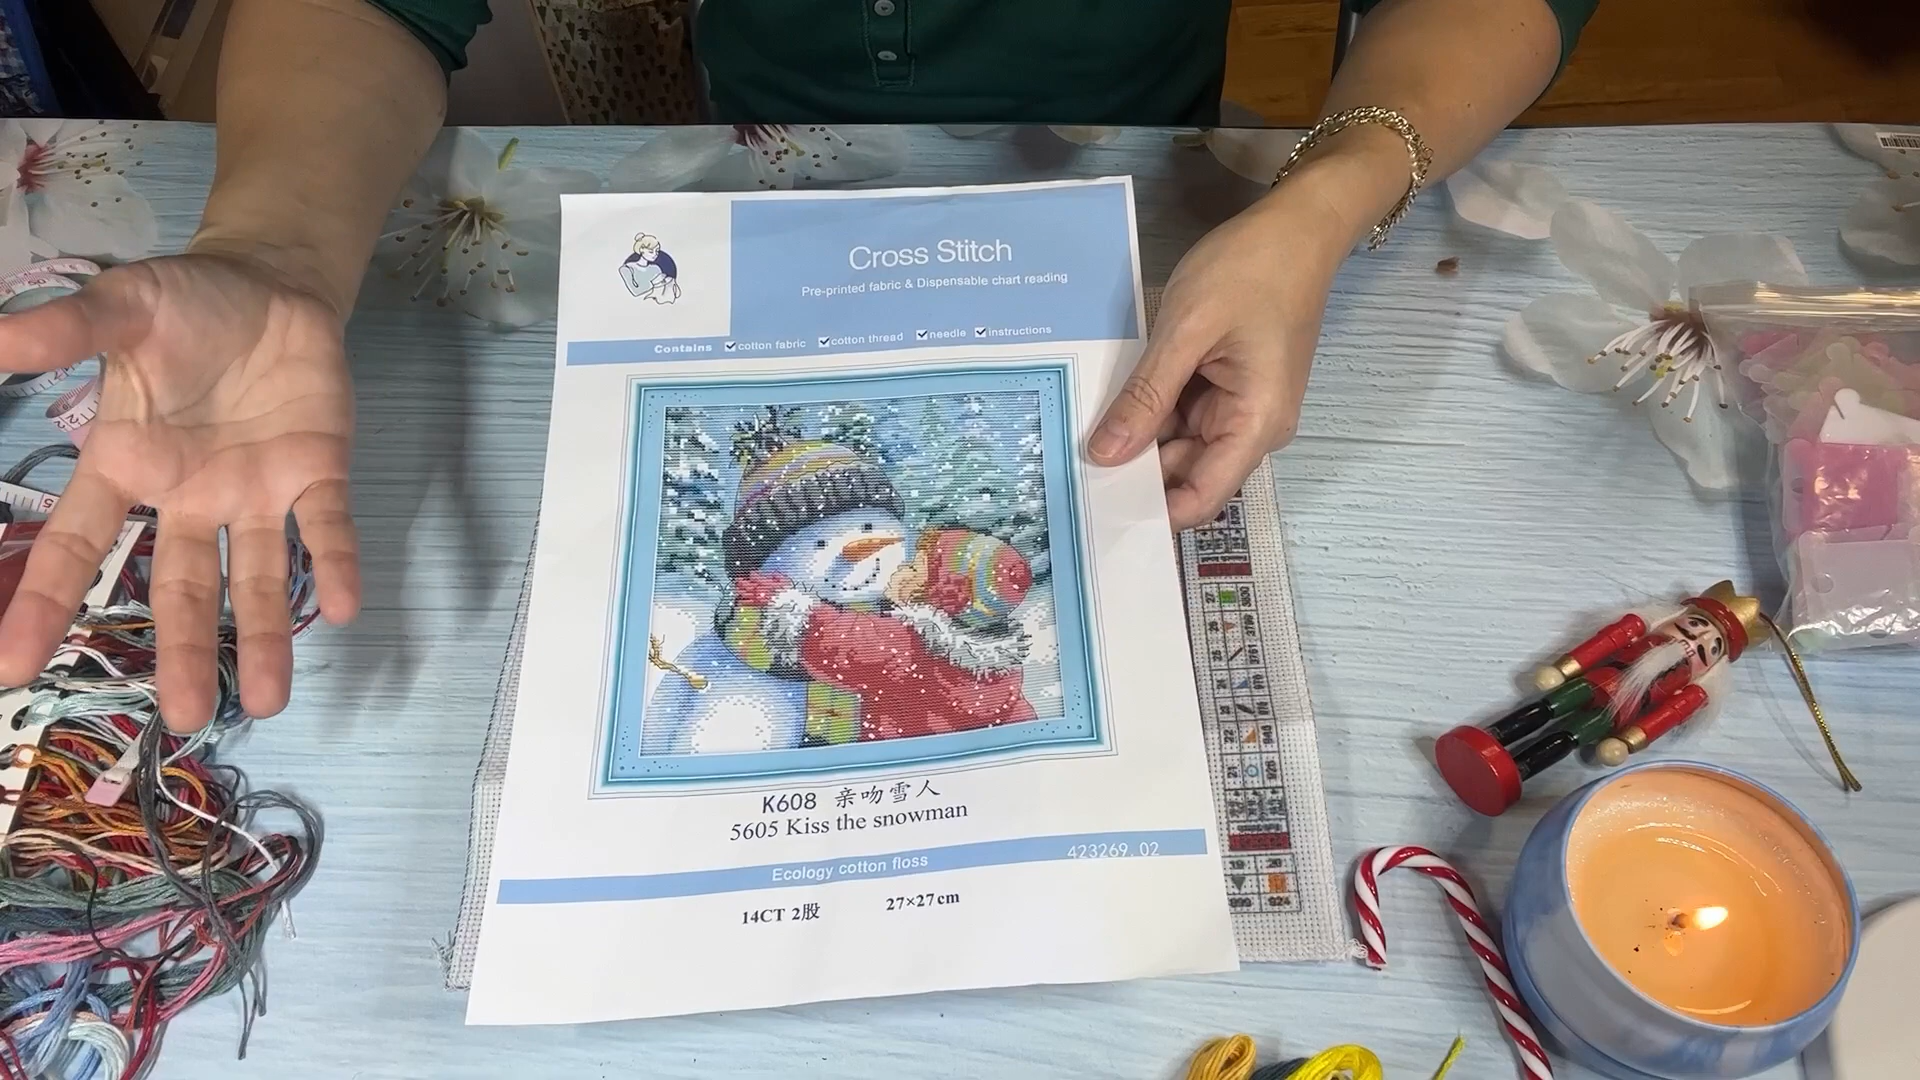 Cross Stitch
Pre-printed fabric & Dispensable chart reading
Contains cotton fabric cotton thread needle instructions
K608 亲吻雪人
5605 Kiss the snowman
Ecology cotton floss 423269.02
14CT 2股 27×27cm